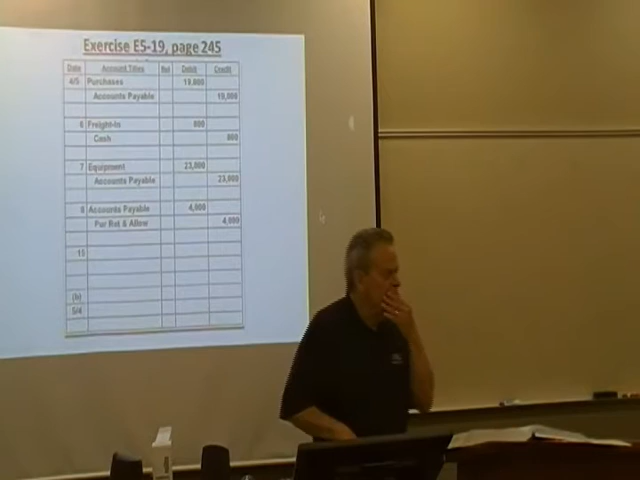 Exercise E5-19, page 245
Date Account Titles Ref Debit Credit
4/5 Purchases 19,000
Accounts Payable 19,000
6 Freight-In 800
Cash 800
7 Equipment 23,000
Accounts Payable 23,000
8 Accounts Payable 4,000
Pur Ret & Allow 4,000
15
(b)
5/4